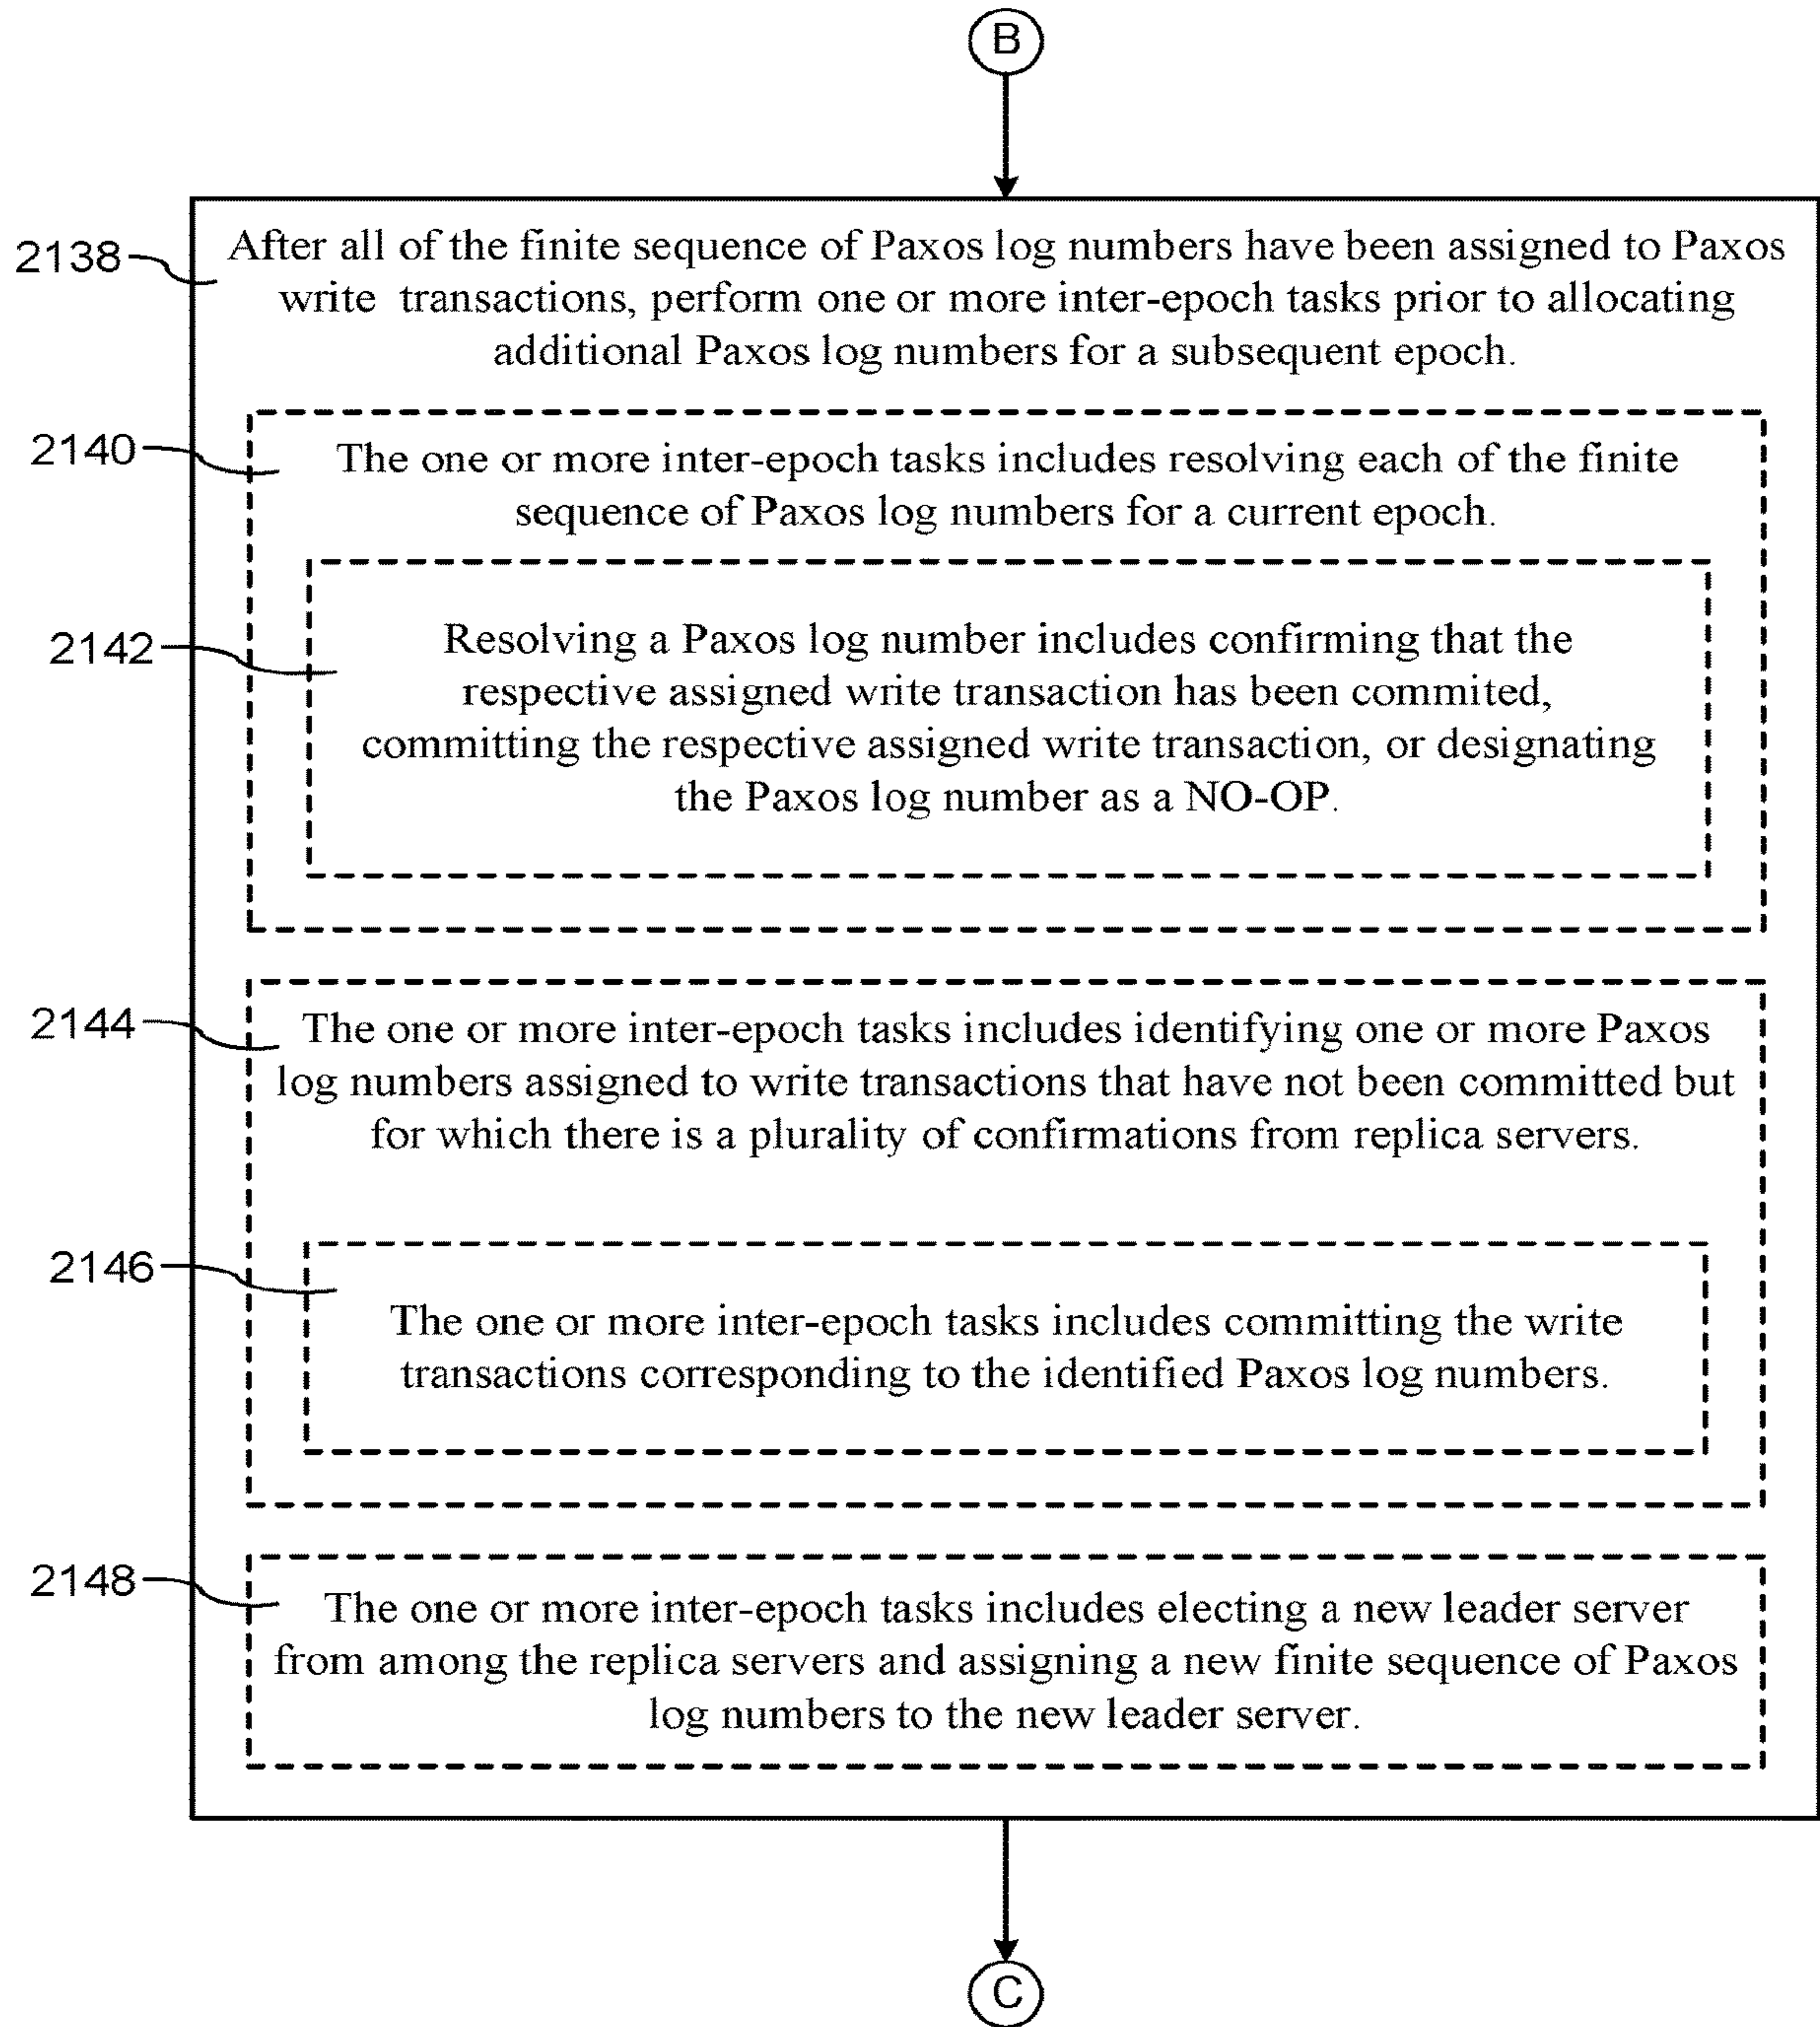 B
2138
After all of the finite sequence of Paxos log numbers have been assigned to Paxos
write transactions, perform one or more inter-epoch tasks prior to allocating
additional Paxos log numbers for a subsequent epoch.
2140
The one or more inter-epoch tasks includes resolving each of the finite
sequence of Paxos log numbers for a current epoch.
2142
Resolving a Paxos log number includes confirming that the
respective assigned write transaction has been commited,
committing the respective assigned write transaction, or designating
the Paxos log number as a NO-OP.
2144
The one or more inter-epoch tasks includes identifying one or more Paxos
log numbers assigned to write transactions that have not been committed but
for which there is a plurality of confirmations from replica servers.
2146
The one or more inter-epoch tasks includes committing the write
transactions corresponding to the identified Paxos log numbers.
2148
The one or more inter-epoch tasks includes electing a new leader server
from among the replica servers and assigning a new finite sequence of Paxos
log numbers to the new leader server.
C